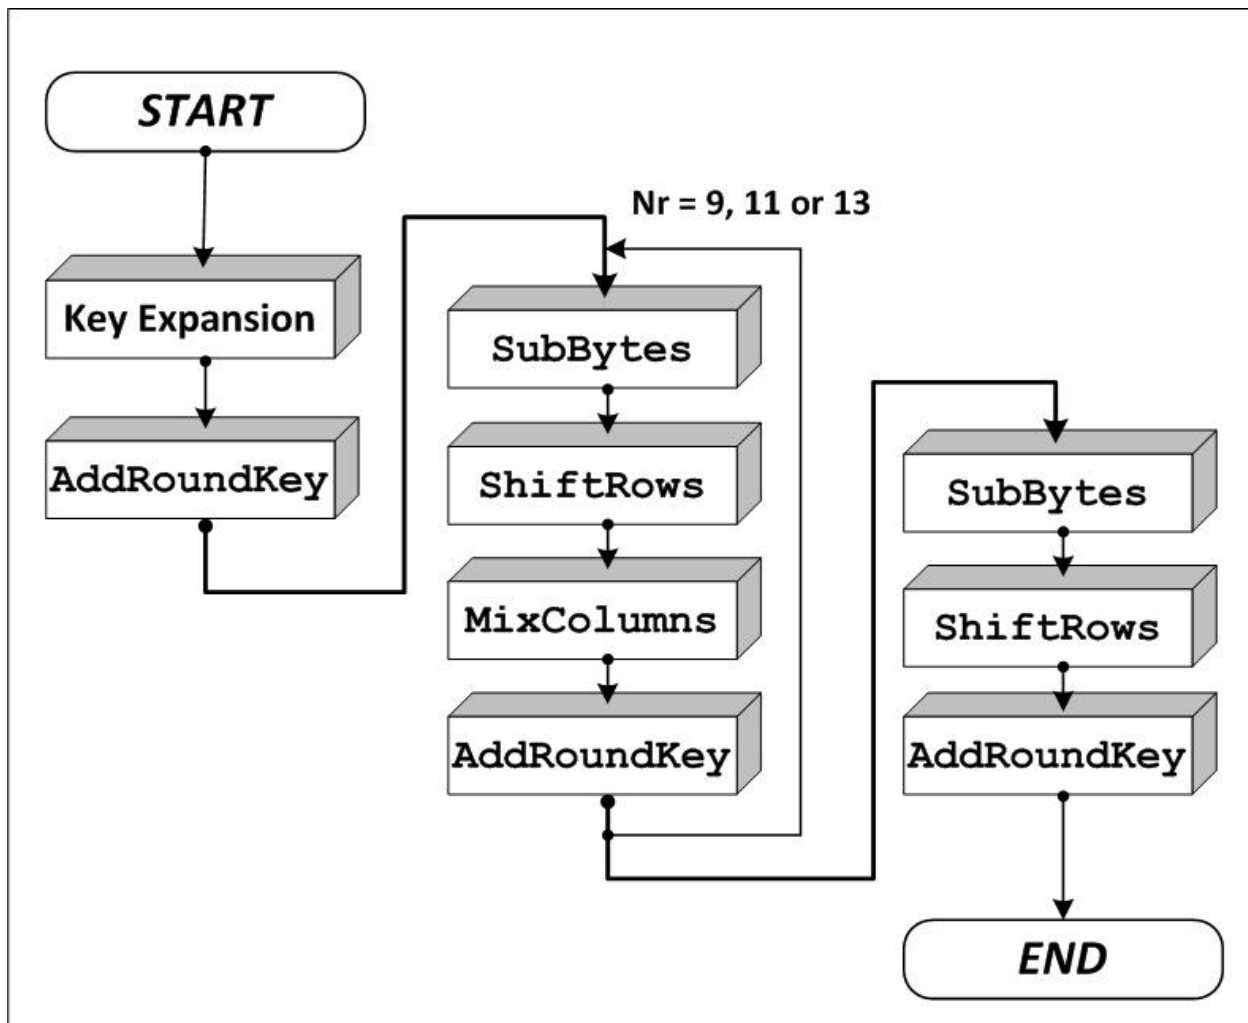 START
Key Expansion
AddRoundKey
Nr = 9, 11 or 13
SubBytes
ShiftRows
MixColumns
AddRoundKey
SubBytes
ShiftRows
AddRoundKey
END